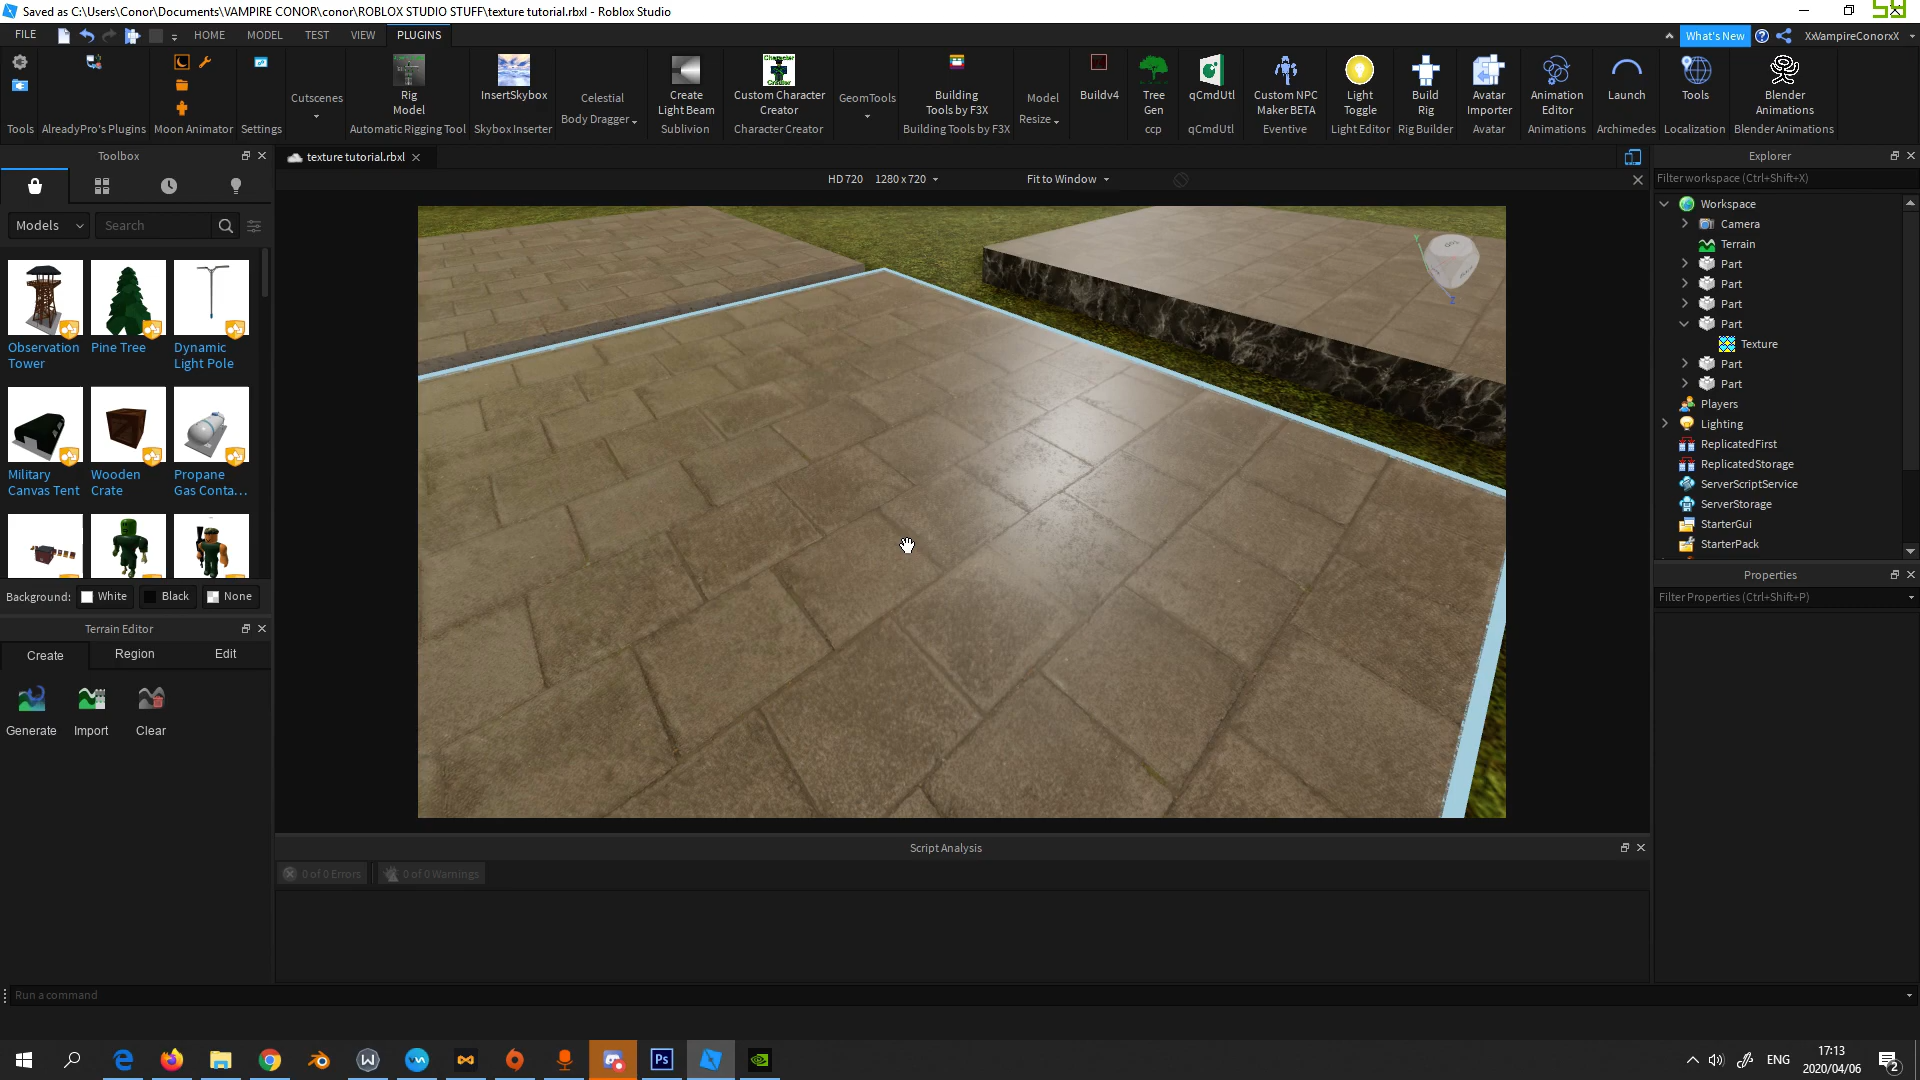 Saved as C:\Users\Conor\Documents\VAMPIRE CONOR\conor\ROBLOX STUDIO STUFF\texture tutorial.rbxl - Roblox Studio
59
FILE HOME MODEL TEST VIEW PLUGINS What's New XxVampireConorxX
Cutscenes
Rig Model
InsertSkybox
Celestial Body Dragger
Create Light Beam
Custom Character Creator
GeomTools
Building Tools by F3X
Model Resize
Buildv4
Tree Gen
qCmdUtl
Custom NPC Maker BETA
Light Toggle
Build Rig
Avatar Importer
Animation Editor
Launch
Tools
Blender Animations
Tools AlreadyPro's Plugins Moon Animator Settings Automatic Rigging Tool Skybox Inserter Sublivion Character Creator Building Tools by F3X ccp qCmdUtl Eventive Light Editor Rig Builder Avatar Animations Archimedes Localization Blender Animations
Toolbox
Models Search
Observation Tower
Pine Tree
Dynamic Light Pole
Military Canvas Tent
Wooden Crate
Propane Gas Conta...
Background: White Black None
Terrain Editor
Create Region Edit
Generate Import Clear
texture tutorial.rbxl
HD 720 1280 x 720 Fit to Window
Script Analysis
0 of 0 Errors 0 of 0 Warnings
Run a command
Explorer
Filter workspace (Ctrl+Shift+X)
Workspace
Camera
Terrain
Part
Part
Part
Part
Texture
Part
Part
Players
Lighting
ReplicatedFirst
ReplicatedStorage
ServerScriptService
ServerStorage
StarterGui
StarterPack
Properties
Filter Properties (Ctrl+Shift+P)
Ps
ENG
17:13
2020/04/06
2